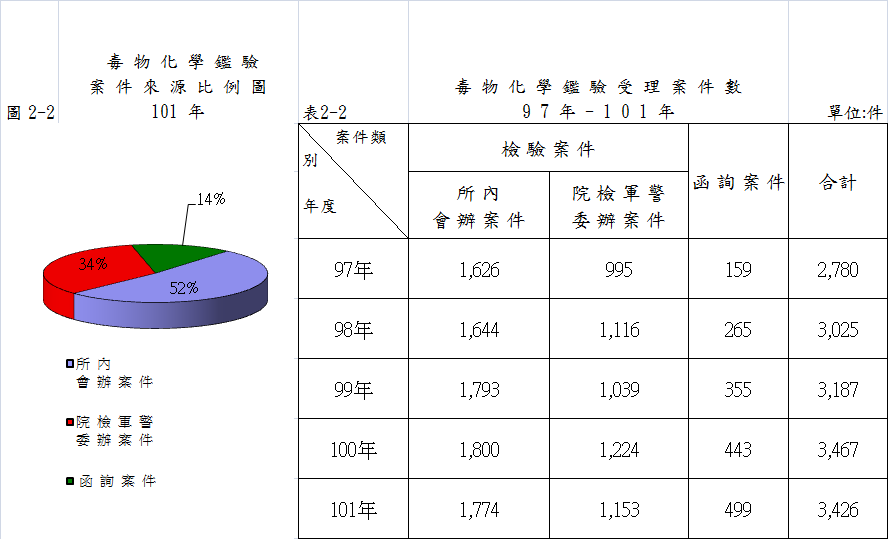 毒物化學鑑驗
案件來源比例圖
圖 2-2
101 年
14%
34%
52%
所內
會辦案件
院檢軍警
委辦案件
函詢案件
毒物化學鑑驗受理案件數
表2-2
97年-101年
單位:件
案件類
別
年度
檢驗案件
函詢案件
合計
所內
會辦案件
院檢軍警
委辦案件
97年 1,626 995 159 2,780
98年 1,644 1,116 265 3,025
99年 1,793 1,039 355 3,187
100年 1,800 1,224 443 3,467
101年 1,774 1,153 499 3,426